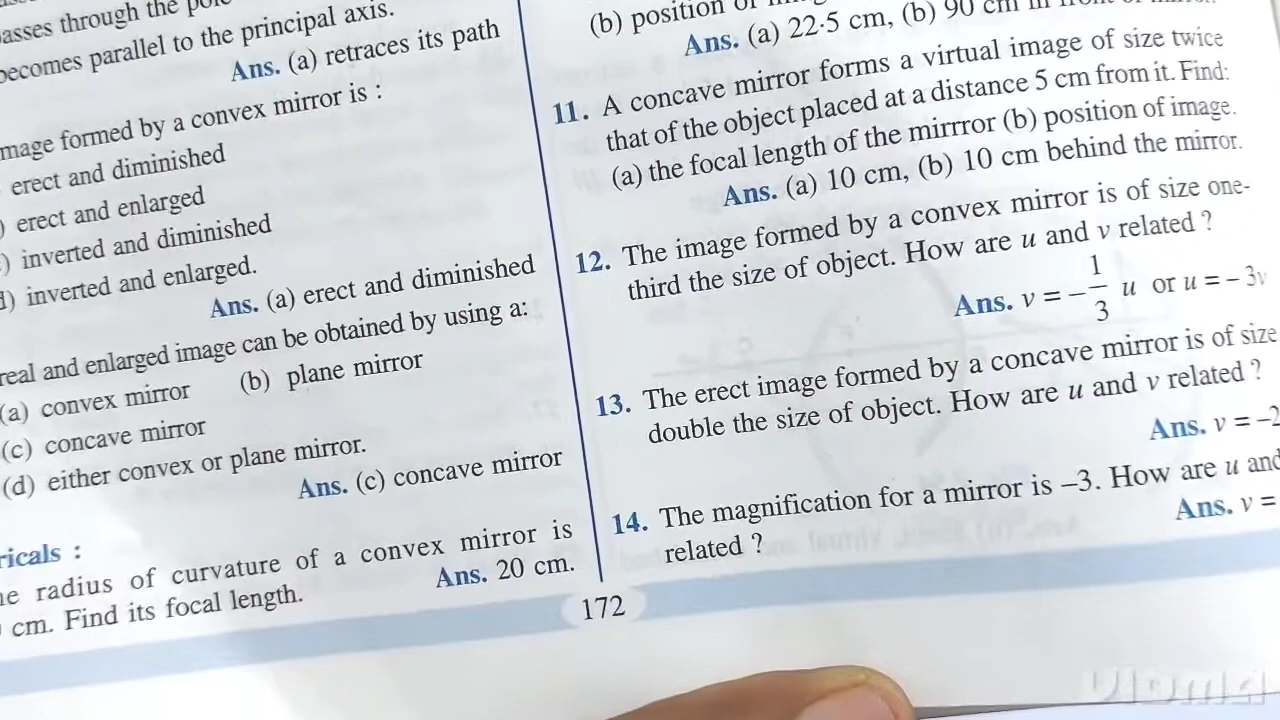 asses through the
becomes parallel to the principal axis.
Ans. (a) retraces its path
mage formed by a convex mirror is :
erect and diminished
) erect and enlarged
) inverted and diminished
) inverted and enlarged.
Ans. (a) erect and diminished
real and enlarged image can be obtained by using a:
(a) convex mirror (b) plane mirror
(c) concave mirror
(d) either convex or plane mirror.
Ans. (c) concave mirror
ricals :
e radius of curvature of a convex mirror is
cm. Find its focal length. Ans. 20 cm.
(b) position
Ans. (a) 22·5 cm, (b) 90 cm in
11. A concave mirror forms a virtual image of size twice
that of the object placed at a distance 5 cm from it. Find:
(a) the focal length of the mirrror (b) position of image.
Ans. (a) 10 cm, (b) 10 cm behind the mirror.
12. The image formed by a convex mirror is of size one-
third the size of object. How are u and v related ?
Ans. v = – 1/3 u or u = – 3v
13. The erect image formed by a concave mirror is of size
double the size of object. How are u and v related ?
Ans. v = –2
14. The magnification for a mirror is –3. How are u and
related ? Ans. v =
172